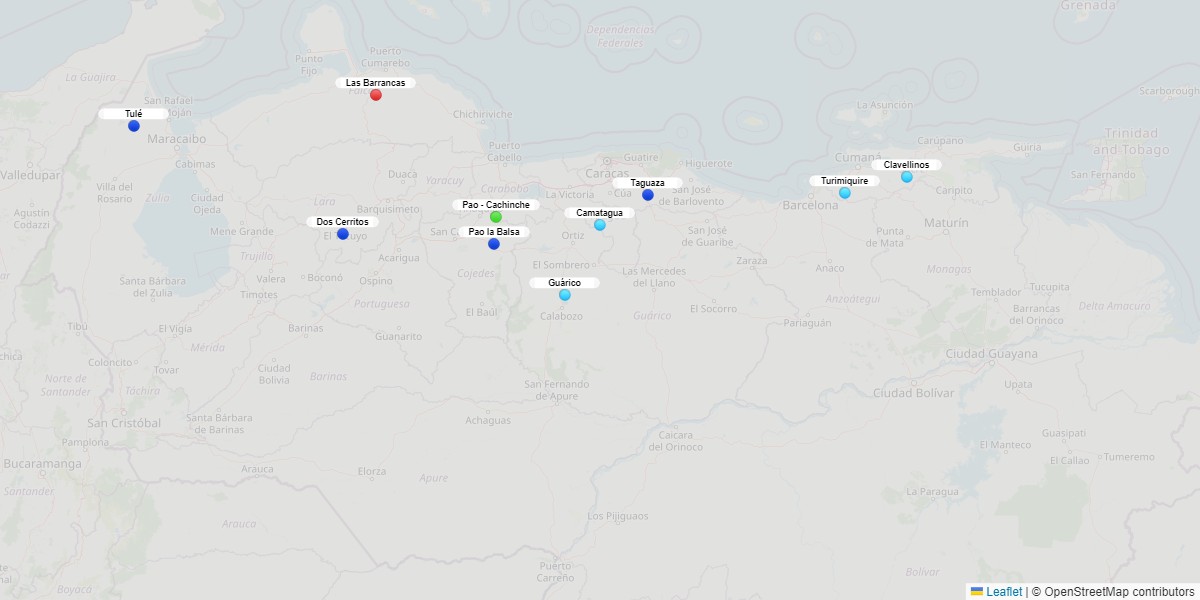 Grenada
Dependencias
Federales
Puerto
Cumarebo
Punto
Fijo
La Guajira
Las Barrancas
Scarborough
San Rafael
Tulé
Moján
La Asunción
Chichiriviche
Maracaibo
Puerto
Cabello
Carúpano
Trinidad
and Tobago
Guiria
Cabimas
Guatire
Higuerote
Cumaná
Clavellinos
Valledupar
Duaca
Yaracuy
Carabobo
Caracas
Taguaza
Turimiquire
San Fernando
Villa del
Rosario
Zulia
Ciudad
Ojeda
Lara
La Victoria
Cúa
San José
de Barlovento
Caripito
Barquisimeto
Pao - Cachinche
Camatagua
Barcelona
Agustín
Codazzi
Dos Cerritos
Mene Grande
Pao la Balsa
Ortiz
San José
de Guaribe
Maturín
Punta
de Mata
Trujillo
Acarigua
El Sombrero
Zaraza
Anaco
Monagas
Valera
Boconó
Ospino
Cojedes
Las Mercedes
del Llano
Santa Bárbara
del Zulia
Timotes
Guárico
Temblador
Tucupita
Portuguesa
El Baúl
Calabozo
Guárico
El Socorro
Anzoátegui
Pariaguán
Barrancas
del Orinoco
Delta Amacuro
Tibú
El Vigía
Barinas
Guanarito
Mérida
Ciudad Guayana
Coloncito
Tovar
Ciudad
Bolivia
Barinas
Norte de
Santander
Táchira
San Fernando
de Apure
Ciudad Bolívar
Upata
San Cristóbal
Santa Bárbara
de Barinas
Achaguas
Caicara
del Orinoco
Pamplona
Guasipati
El Manteco
El Callao
Tumeremo
Bucaramanga
Arauca
Elorza
Apure
Santander
La Paragua
Arauca
Los Pijiguaos
Puerto
Carreño
Bolívar
Boyaca
Leaflet | © OpenStreetMap contributors